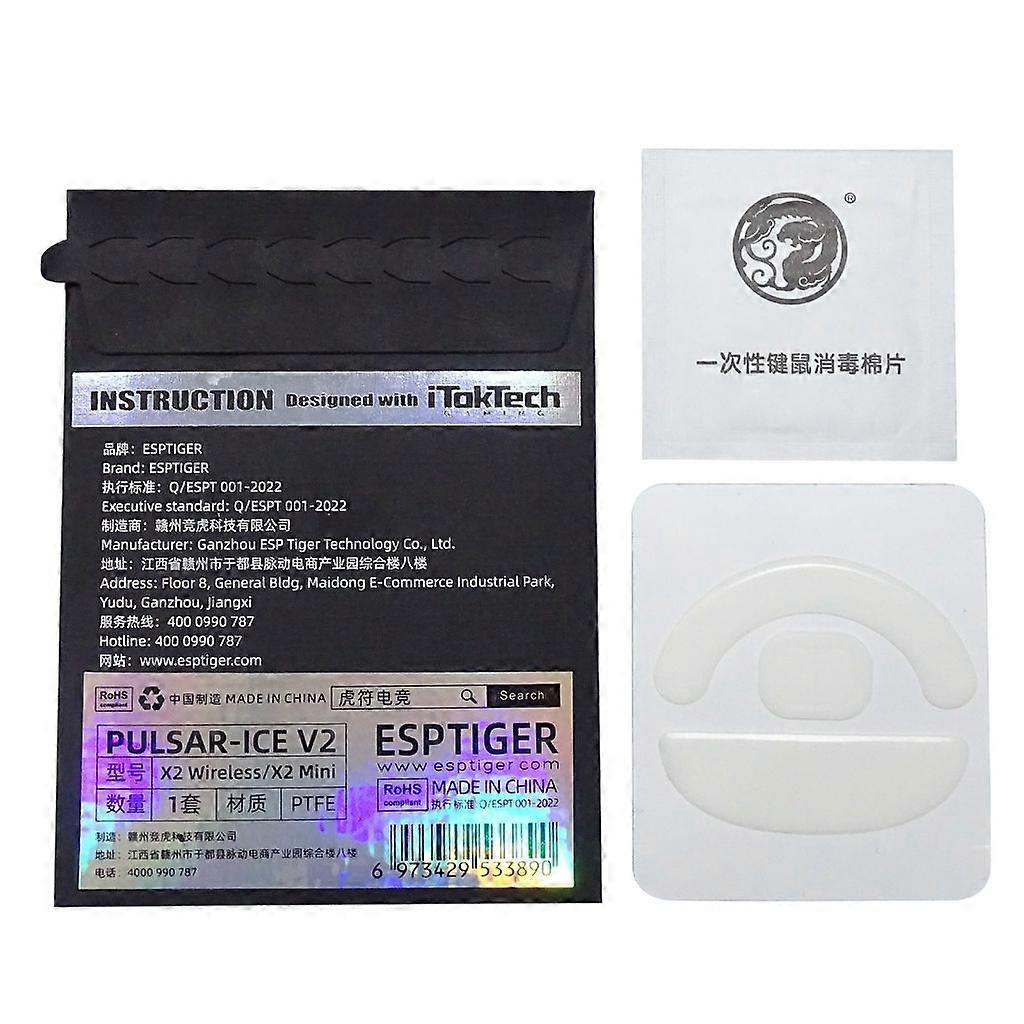 INSTRUCTION Designed with iTokTech
GAMING
品牌：ESPTIGER
Brand: ESPTIGER
执行标准：Q/ESPT 001-2022
Executive standard: Q/ESPT 001-2022
制造商：赣州竞虎科技有限公司
Manufacturer: Ganzhou ESP Tiger Technology Co., Ltd.
地址：江西省赣州市于都县脉动电商产业园综合楼八楼
Address: Floor 8, General Bldg, Maidong E-Commerce Industrial Park,
Yudu, Ganzhou, Jiangxi
服务热线：400 0990 787
Hotline: 400 0990 787
网站：www.esptiger.com
RoHS compliant 中国制造 MADE IN CHINA 虎符电竞 Search
PULSAR-ICE V2
型号 X2 Wireless/X2 Mini
数量 1套 材质 PTFE
制造：赣州竞虎科技有限公司
地址：江西省赣州市于都县脉动电商产业园综合楼八楼
电话：4000 990 787
ESPTIGER
www.esptiger.com
RoHS compliant MADE IN CHINA
执行标准:Q/ESPT 001-2022
6 973429 533890
®
一次性键鼠消毒棉片